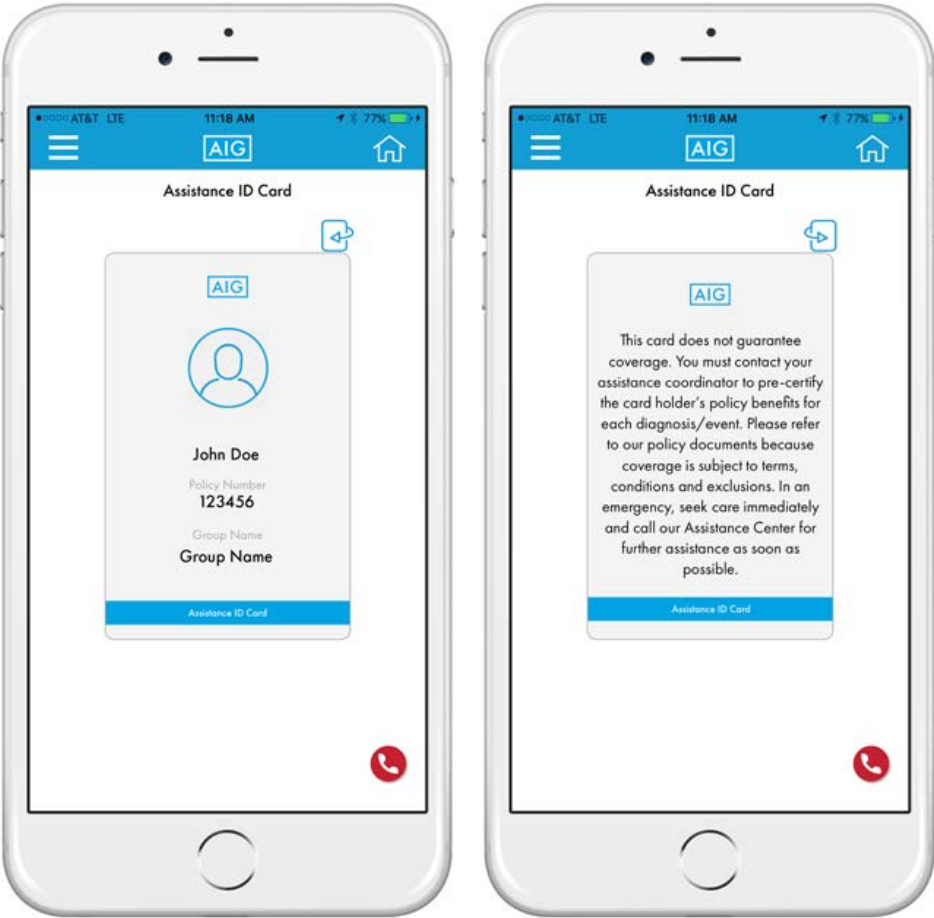 AT&T LTE 11:18 AM 77%
AIG
Assistance ID Card
AIG
John Doe
Policy Number
123456
Group Name
Group Name
Assistance ID Card
AT&T LTE 11:18 AM 77%
AIG
Assistance ID Card
AIG
This card does not guarantee
coverage. You must contact your
assistance coordinator to pre-certify
the card holder's policy benefits for
each diagnosis/event. Please refer
to our policy documents because
coverage is subject to terms,
conditions and exclusions. In an
emergency, seek care immediately
and call our Assistance Center for
further assistance as soon as
possible.
Assistance ID Card